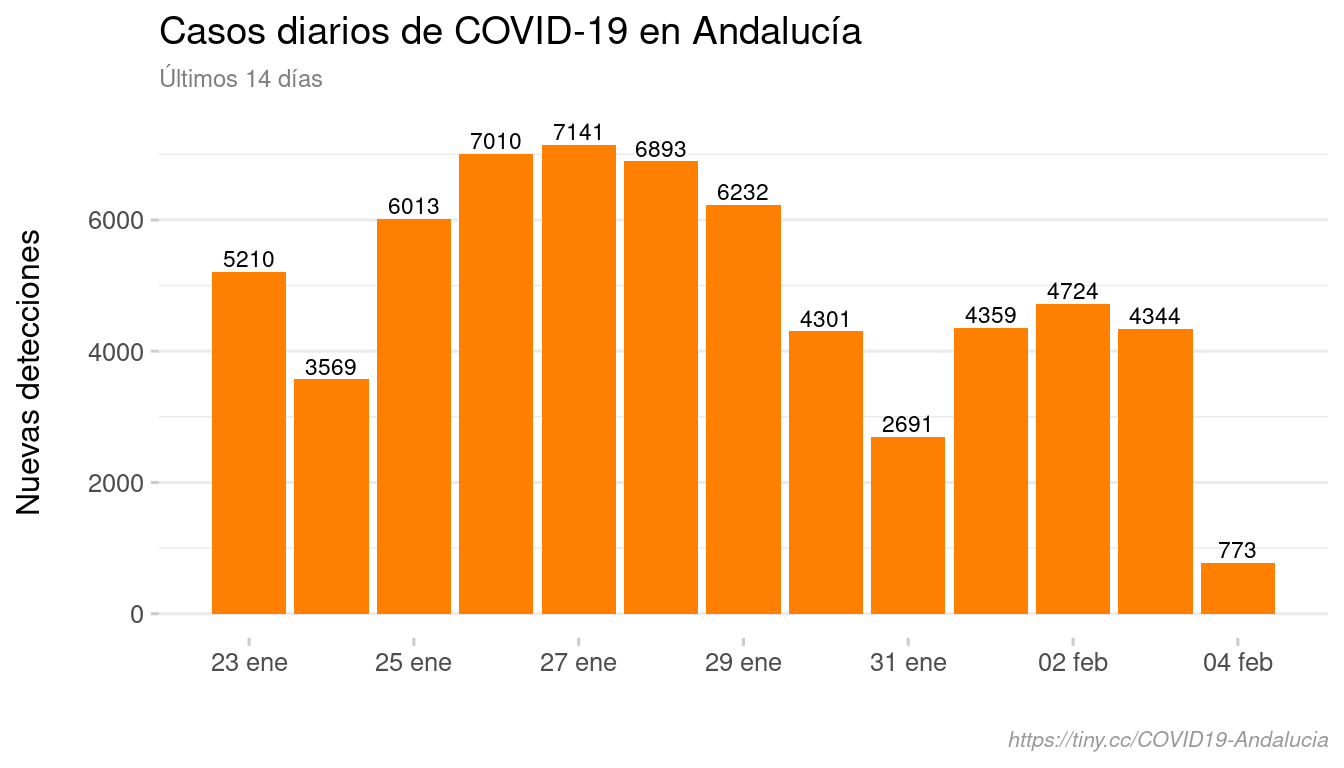 Casos diarios de COVID-19 en Andalucía
Últimos 14 días
Nuevas detecciones
6000
4000
2000
0
5210
3569
6013
7010
7141
6893
6232
4301
2691
4359
4724
4344
773
23 ene
25 ene
27 ene
29 ene
31 ene
02 feb
04 feb
https://tiny.cc/COVID19-Andalucia